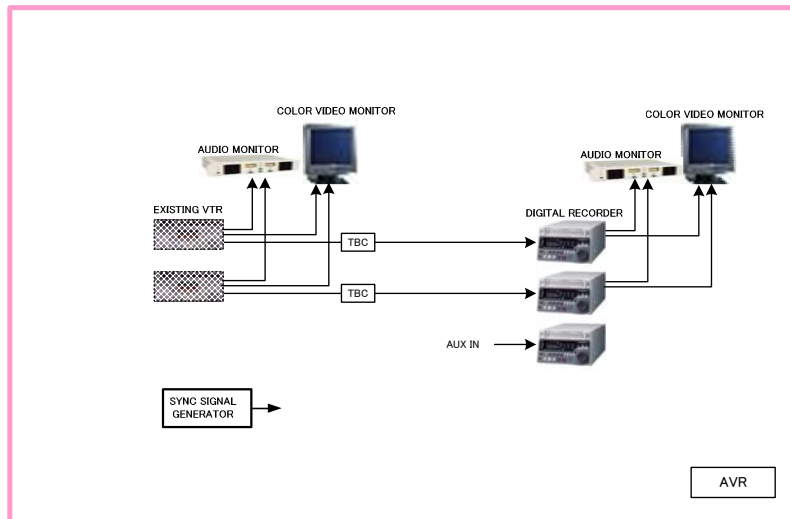 COLOR VIDEO MONITOR
COLOR VIDEO MONITOR
AUDIO MONITOR
AUDIO MONITOR
EXISTING VTR
DIGITAL RECORDER
TBC
TBC
AUX IN
SYNC SIGNAL
GENERATOR
AVR